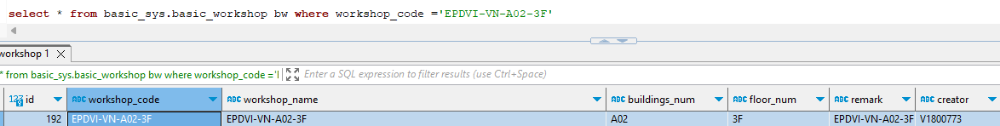 select * from basic_sys.basic_workshop bw where workshop_code ='EPDVI-VN-A02-3F'
workshop 1
* from basic_sys.basic_workshop bw where workshop_code ='I Enter a SQL expression to filter results (use Ctrl+Space)
123 id ABC workshop_code ABC workshop_name ABC buildings_num ABC floor_num ABC remark ABC creator
192 EPDVI-VN-A02-3F EPDVI-VN-A02-3F A02 3F EPDVI-VN-A02-3F V1800773